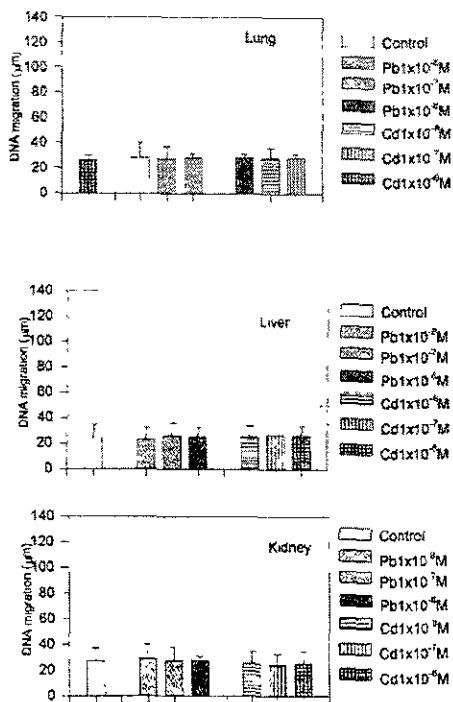 Lung
DNA migration (µm)
140
120
100
80
60
40
20
0
Control
Pb1x10⁻⁸M
Pb1x10⁻⁷M
Pb1x10⁻⁶M
Cd1x10⁻⁸M
Cd1x10⁻⁷M
Cd1x10⁻⁶M
Liver
DNA migration (µm)
140
120
100
80
60
40
20
0
Control
Pb1x10⁻⁸M
Pb1x10⁻⁷M
Pb1x10⁻⁶M
Cd1x10⁻⁸M
Cd1x10⁻⁷M
Cd1x10⁻⁶M
Kidney
DNA migration (µm)
140
120
100
80
60
40
20
0
Control
Pb1x10⁻⁸M
Pb1x10⁻⁷M
Pb1x10⁻⁶M
Cd1x10⁻⁸M
Cd1x10⁻⁷M
Cd1x10⁻⁶M